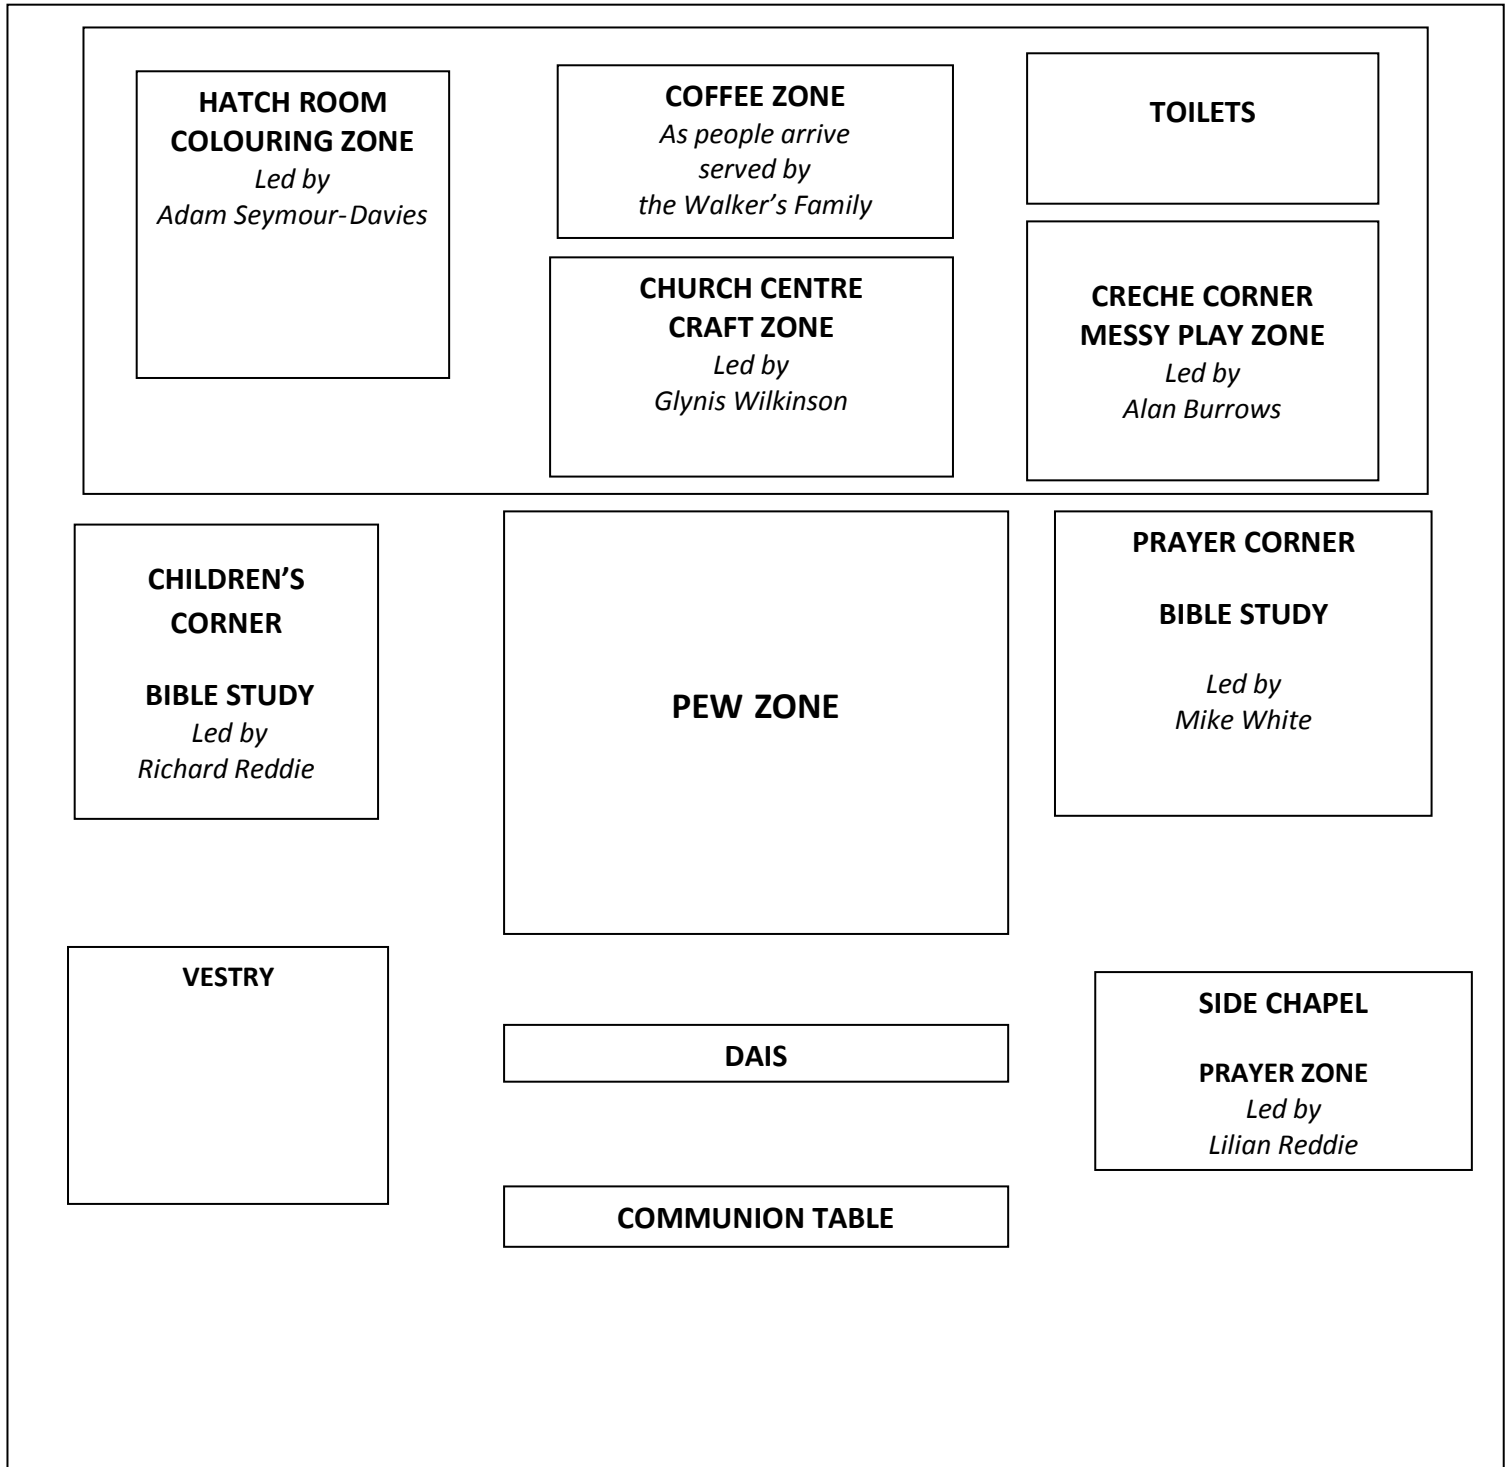 HATCH ROOM
COLOURING ZONE
Led by
Adam Seymour-Davies
COFFEE ZONE
As people arrive
served by
the Walker’s Family
TOILETS
CHURCH CENTRE
CRAFT ZONE
Led by
Glynis Wilkinson
CRECHE CORNER
MESSY PLAY ZONE
Led by
Alan Burrows
CHILDREN’S
CORNER
BIBLE STUDY
Led by
Richard Reddie
PEW ZONE
PRAYER CORNER
BIBLE STUDY
Led by
Mike White
VESTRY
DAIS
SIDE CHAPEL
PRAYER ZONE
Led by
Lilian Reddie
COMMUNION TABLE